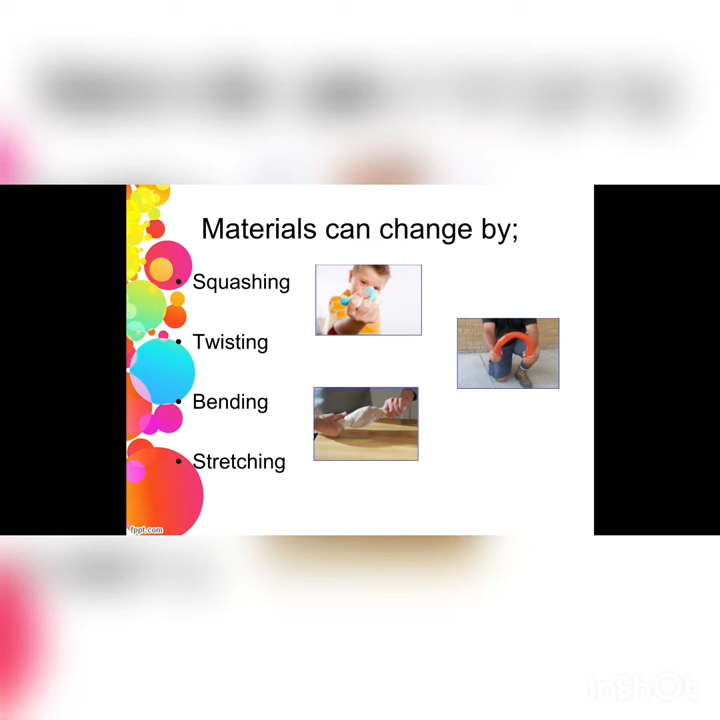 Materials can change by;
• Squashing
• Twisting
• Bending
• Stretching
fppt.com
InShOt